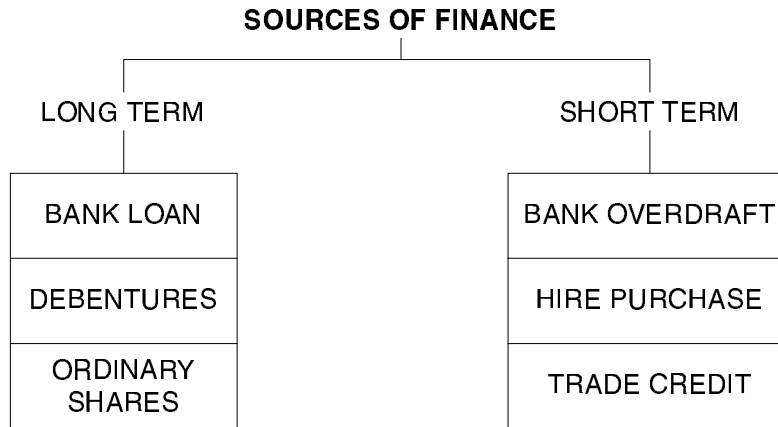 SOURCES OF FINANCE
LONG TERM
SHORT TERM
BANK LOAN
BANK OVERDRAFT
DEBENTURES
HIRE PURCHASE
ORDINARY
SHARES
TRADE CREDIT